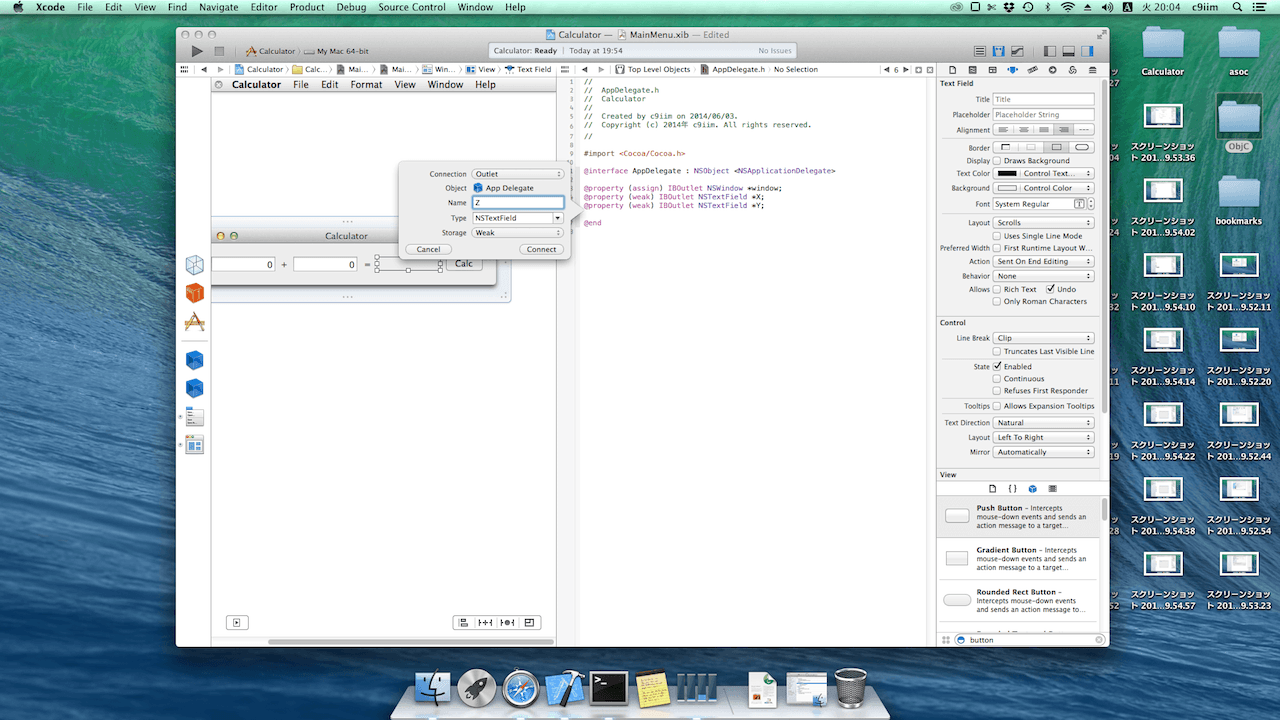 Xcode File Edit View Find Navigate Editor Product Debug Source Control Window Help
A 火 20:04 c9iim
Calculator — MainMenu.xib — Edited
Calculator My Mac 64-bit
Calculator: Ready | Today at 19:54
No Issues
Calculator Calc... Mai... Mai... Win... View Text Field
Top Level Objects AppDelegate.h No Selection
6
Calculator File Edit Format View Window Help
1 //
2 // AppDelegate.h
3 // Calculator
4 //
5 // Created by c9iim on 2014/06/03.
6 // Copyright (c) 2014年 c9iim. All rights reserved.
7 //
8
9 #import <Cocoa/Cocoa.h>
@interface AppDelegate : NSObject <NSApplicationDelegate>
@property (assign) IBOutlet NSWindow *window;
@property (weak) IBOutlet NSTextField *X;
@property (weak) IBOutlet NSTextField *Y;
@end
Connection Outlet
Object App Delegate
Name Z
Type NSTextField
Storage Weak
Cancel Connect
Calculator
0 + 0 = Calc
Text Field
Title Title
Placeholder Placeholder String
Alignment
Border
Display Draws Background
Text Color Control Text...
Background Control Color
Font System Regular
Layout Scrolls
Uses Single Line Mode
Preferred Width First Runtime Layout W...
Action Sent On End Editing
Behavior None
Allows Rich Text Undo
Only Roman Characters
Control
Line Break Clip
Truncates Last Visible Line
State Enabled
Continuous
Refuses First Responder
Tooltips Allows Expansion Tooltips
Text Direction Natural
Layout Left To Right
Mirror Automatically
View
{ }
Push Button – Intercepts
mouse-down events and sends an
action message to a target...
Gradient Button – Intercepts
mouse-down events and sends an
action message to a target...
Rounded Rect Button –
Intercepts mouse-down events
and sends an action message to...
button
Calculator
asoc
スクリーンショッ
ト 201...9.53.36
ObjC
スクリーンショッ
ト 201...9.54.02
bookmarks
スクリーンショッ
ト 201...9.54.10
スクリーンショッ
ト 201...9.52.11
スクリーンショッ
ト 201...9.54.14
スクリーンショッ
ト 201...9.52.20
スクリーンショッ
ト 201...9.54.22
スクリーンショッ
ト 201...9.52.44
スクリーンショッ
ト 201...9.54.38
スクリーンショッ
ト 201...9.52.54
スクリーンショッ
ト 201...9.54.57
スクリーンショッ
ト 201...9.53.23